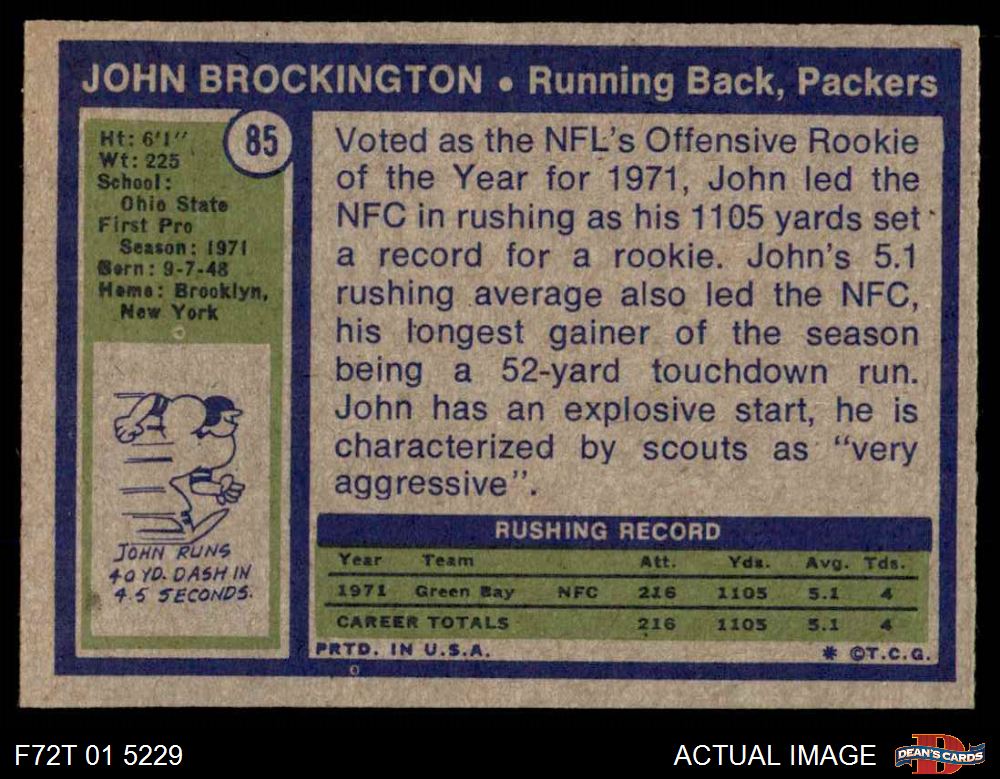 JOHN BROCKINGTON • Running Back, Packers
85
Ht: 6'1"
Wt: 225
School:
Ohio State
First Pro
Season: 1971
Born: 9-7-48
Home: Brooklyn,
New York
JOHN RUNS
40 YD. DASH IN
4.5 SECONDS.
Voted as the NFL's Offensive Rookie
of the Year for 1971, John led the
NFC in rushing as his 1105 yards set
a record for a rookie. John's 5.1
rushing average also led the NFC,
his longest gainer of the season
being a 52-yard touchdown run.
John has an explosive start, he is
characterized by scouts as "very
aggressive".
RUSHING RECORD
Year Team Att. Yds. Avg. Tds.
1971 Green Bay NFC 216 1105 5.1 4
CAREER TOTALS 216 1105 5.1 4
PRTD. IN U.S.A. * ©T.C.G.
F72T 01 5229 ACTUAL IMAGE DEAN'S CARDS